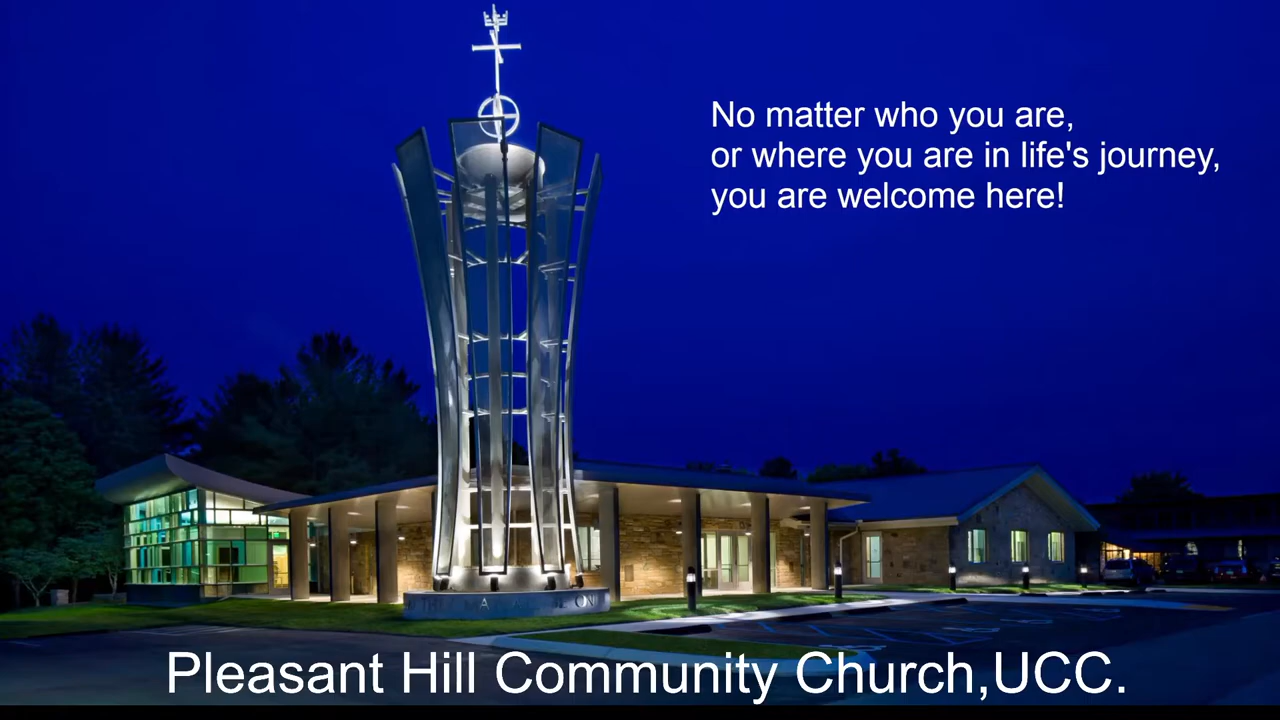 No matter who you are,
or where you are in life's journey,
you are welcome here!
Pleasant Hill Community Church,UCC.